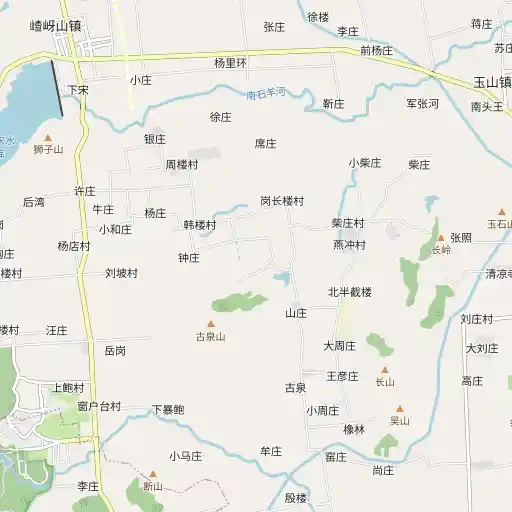 徐楼
张庄
李庄
蒋庄
嵖岈山镇
前杨庄
苏庄
杨里环
小庄
玉山镇
下宋
南石羊河
靳庄
军张河
南头王
徐庄
银庄
席庄
狮子山
周楼村
小柴庄
柴庄
许庄
后湾
岗长楼村
牛庄
杨庄
韩楼村
柴庄村
玉石山
小和庄
张照
杨店村
燕冲村
长岭
钟庄
楼村
刘坡村
清凉寺
北半截楼
山庄
刘庄村
楼村
汪庄
古泉山
大周庄
大刘庄
岳岗
王彦庄
长山
高庄
上鲍村
古泉
窗户台村
下暴鲍
小周庄
吴山
橡林
牟庄
小马庄
窑庄
尚庄
李庄
断山
殷楼